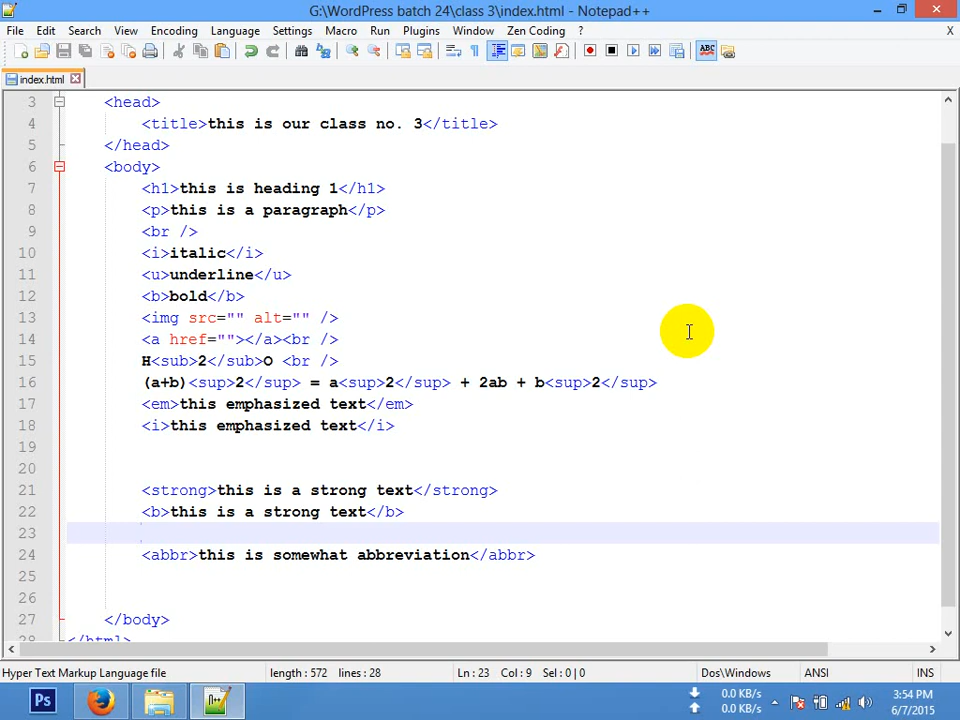 G:\WordPress batch 24\class 3\index.html - Notepad++
File Edit Search View Encoding Language Settings Macro Run Plugins Window Zen Coding ? X
ABC
index.html
3 <head>
4 <title>this is our class no. 3</title>
5 </head>
6 <body>
7 <h1>this is heading 1</h1>
8 <p>this is a paragraph</p>
9 <br />
10 <i>italic</i>
11 <u>underline</u>
12 <b>bold</b>
13 <img src="" alt="" />
14 <a href=""></a><br />
15 H<sub>2</sub>O <br />
16 (a+b)<sup>2</sup> = a<sup>2</sup> + 2ab + b<sup>2</sup>
17 <em>this emphasized text</em>
18 <i>this emphasized text</i>
19
20
21 <strong>this is a strong text</strong>
22 <b>this is a strong text</b>
23
24 <abbr>this is somewhat abbreviation</abbr>
25
26
27 </body>
28 </html>
Hyper Text Markup Language file length : 572 lines : 28 Ln : 23 Col : 9 Sel : 0 | 0 Dos\Windows ANSI INS
Ps 0.0 KB/s 3:54 PM
0.0 KB/s 6/7/2015